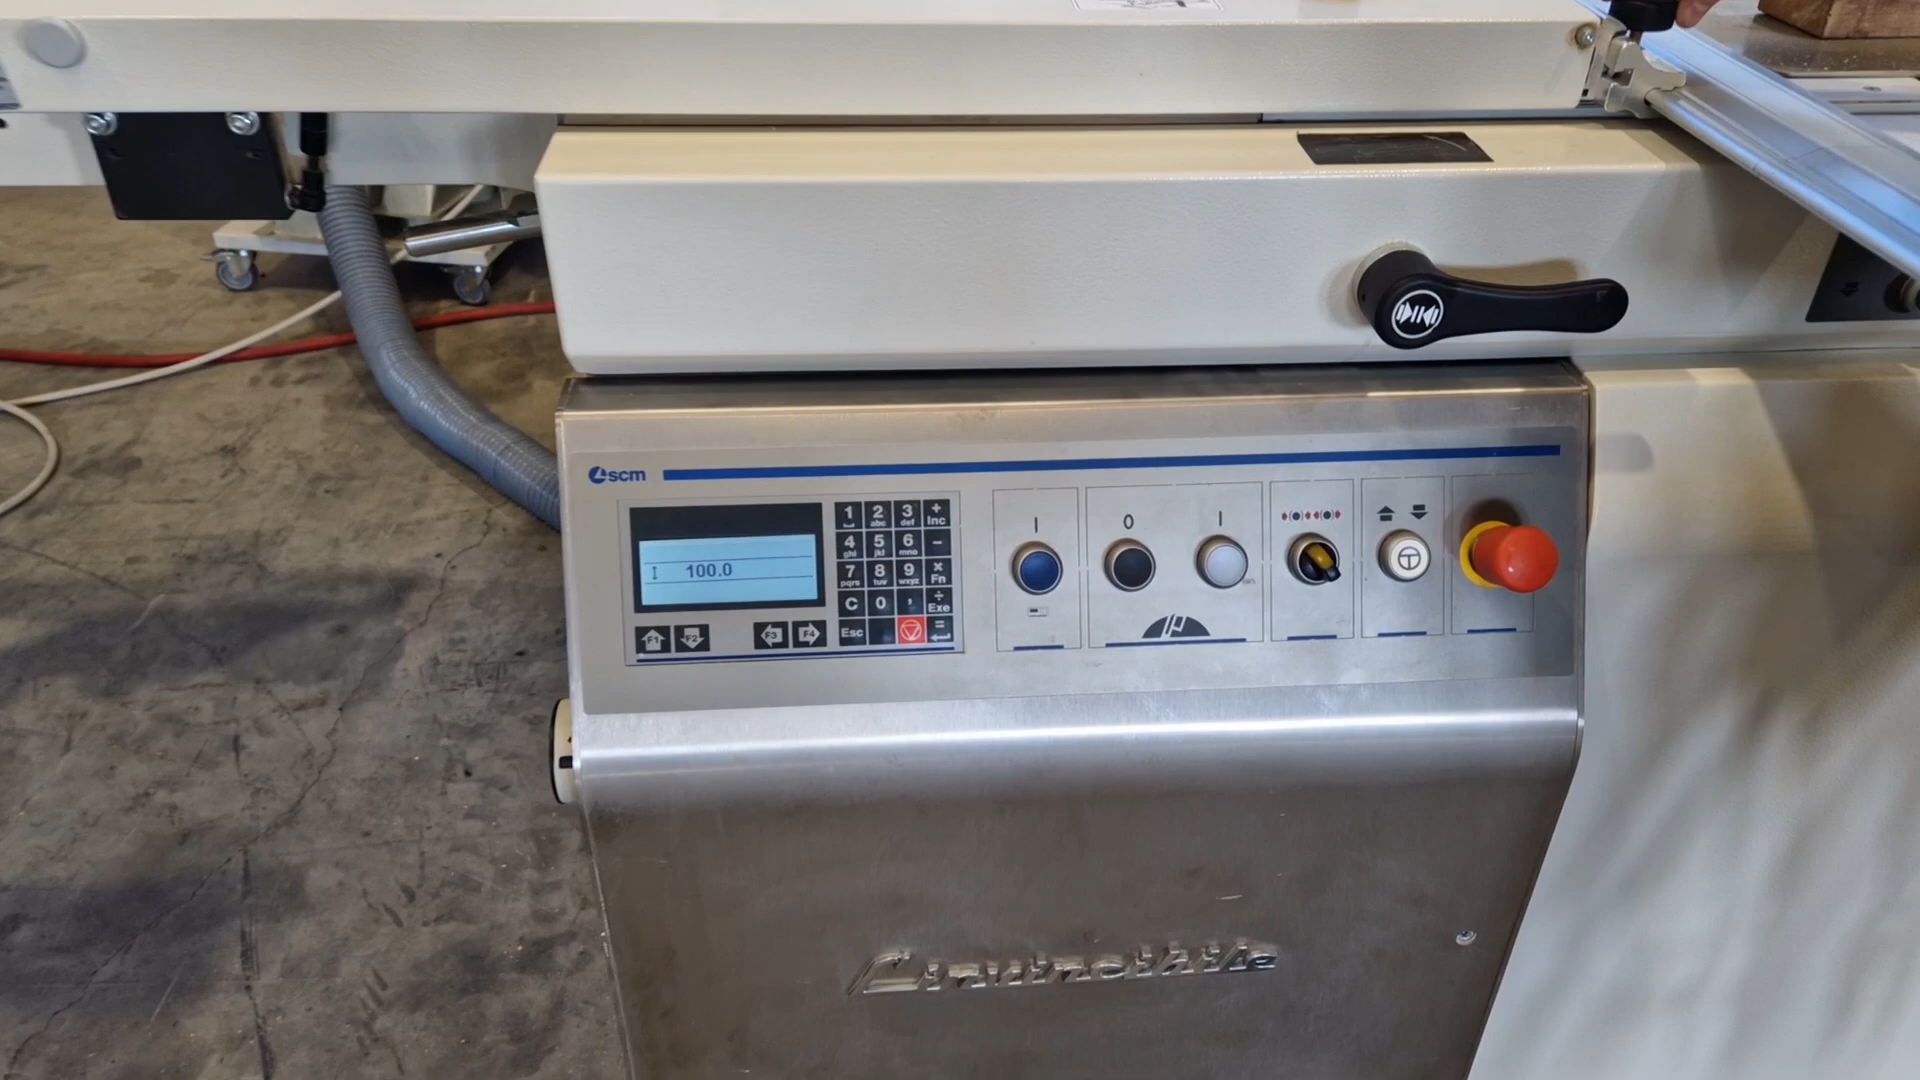 scm
100.0
1 2 abc 3 def + Inc
4 ghi 5 jkl 6 mno -
7 pqrs 8 tuv 9 wxyz × Fn
C 0 , ÷ Exe
F1 F2 F3 F4 Esc =
I 0 I
L'invincibile